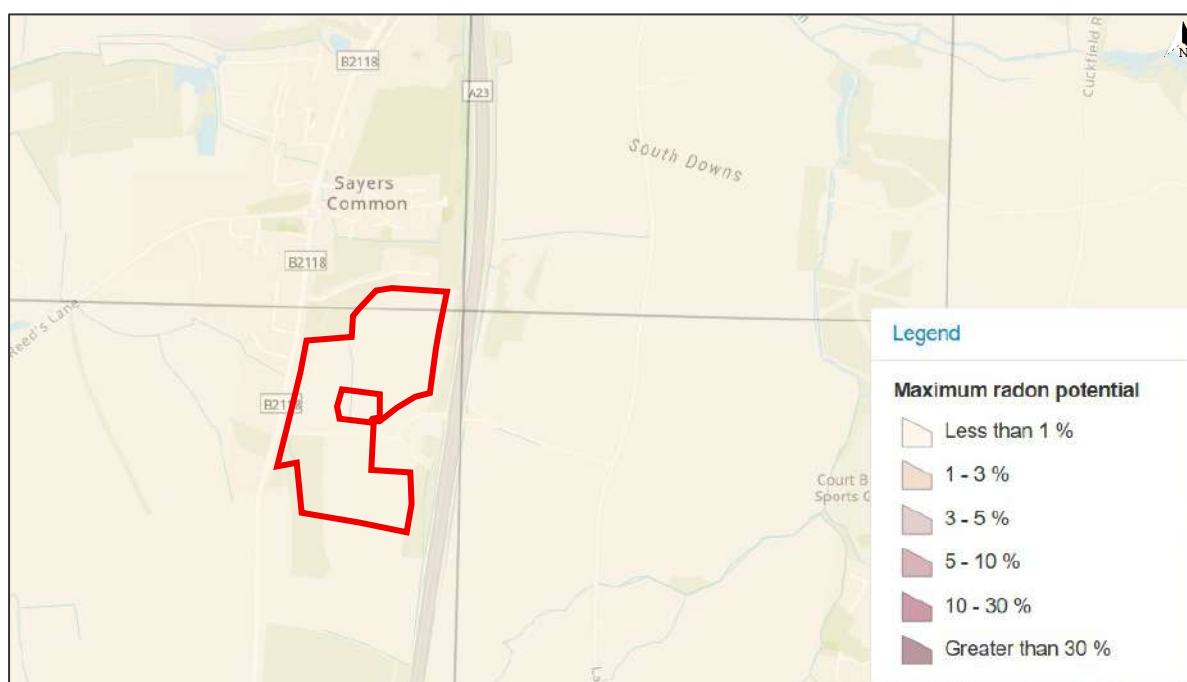 B2118
A23
Cuckfield R
N
South Downs
Sayers
Common
B2118
Reed's Lane
B2118
Court B
Sports C
La
Legend
Maximum radon potential
Less than 1 %
1 - 3 %
3 - 5 %
5 - 10 %
10 - 30 %
Greater than 30 %